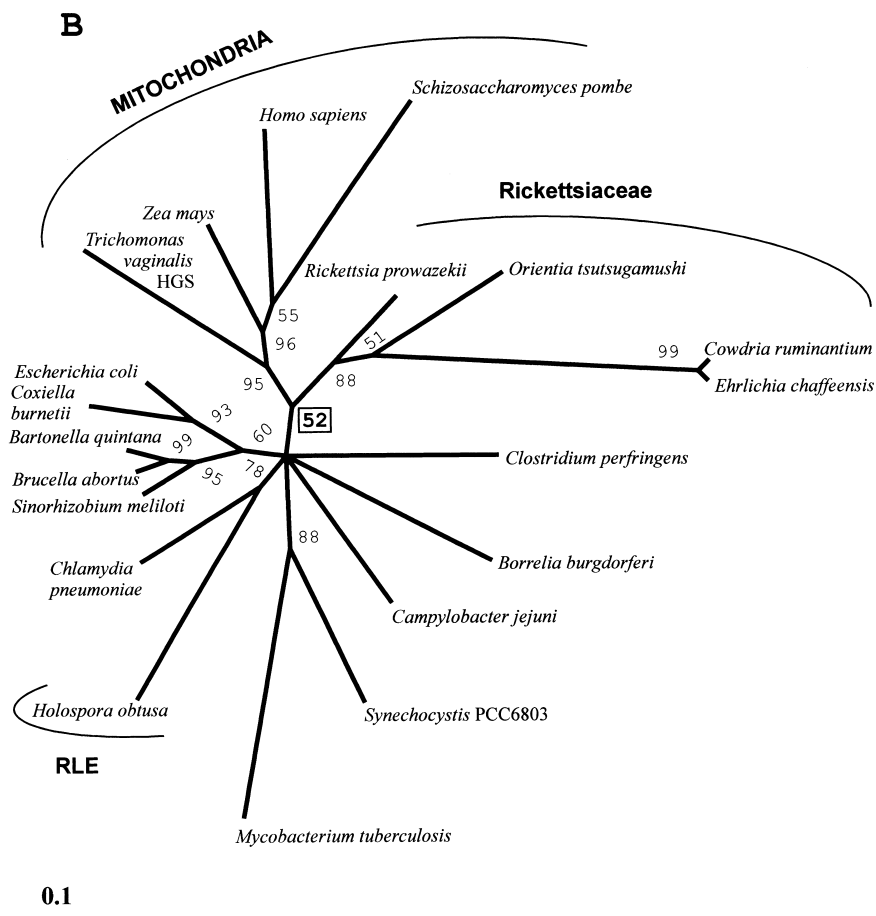 B
MITOCHONDRIA
Schizosaccharomyces pombe
Homo sapiens
Rickettsiaceae
Zea mays
Trichomonas
vaginalis
HGS
Rickettsia prowazekii
Orientia tsutsugamushi
55
51
96
99
Cowdria ruminantium
Escherichia coli
95
88
Ehrlichia chaffeensis
Coxiella
burnetii
93
52
Bartonella quintana
99
60
Clostridium perfringens
Brucella abortus
95
78
Sinorhizobium meliloti
88
Chlamydia
pneumoniae
Borrelia burgdorferi
Campylobacter jejuni
Holospora obtusa
Synechocystis PCC6803
RLE
Mycobacterium tuberculosis
0.1